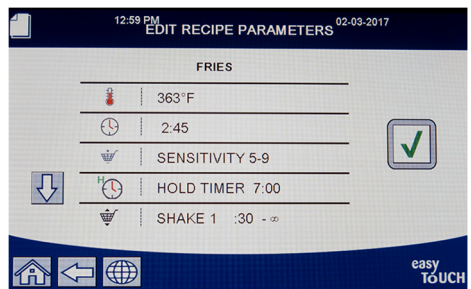 12:59 PM
02-03-2017
EDIT RECIPE PARAMETERS
FRIES
363°F
2:45
SENSITIVITY 5-9
H
HOLD TIMER 7:00
SHAKE 1 :30 - ∞
easy
TOUCH